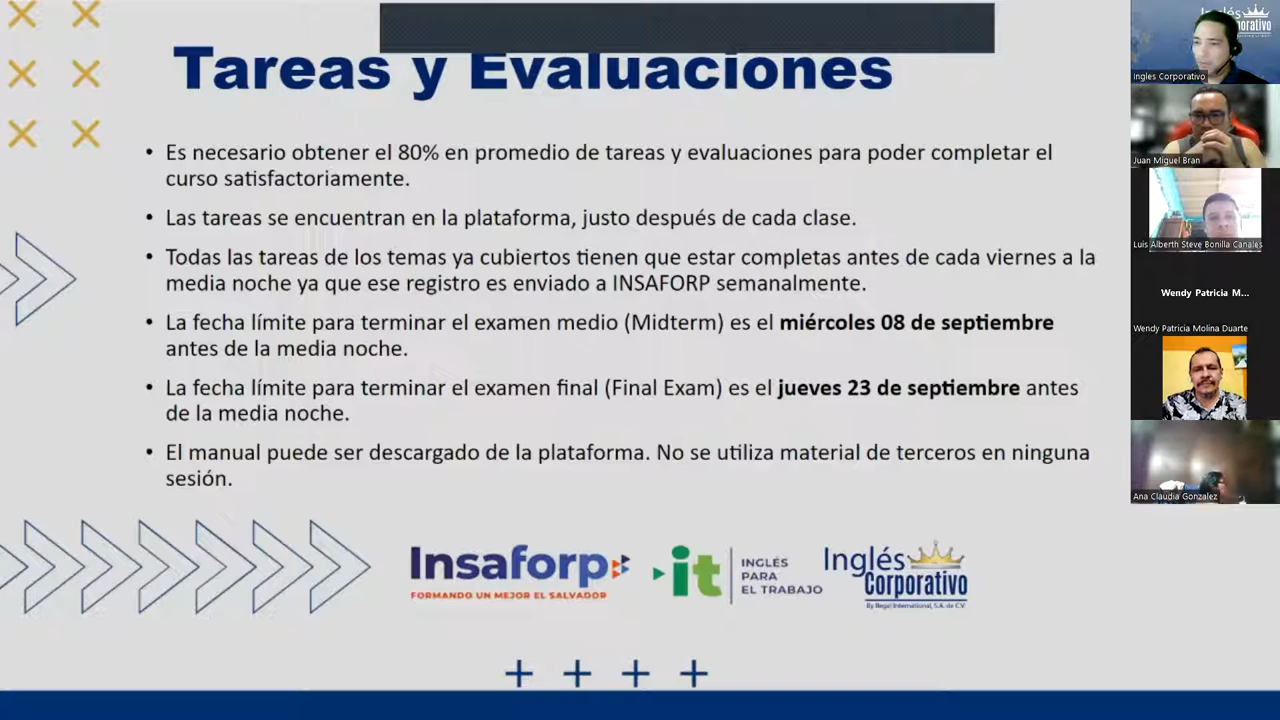 Tareas y Evaluaciones
• Es necesario obtener el 80% en promedio de tareas y evaluaciones para poder completar el
curso satisfactoriamente.
• Las tareas se encuentran en la plataforma, justo después de cada clase.
• Todas las tareas de los temas ya cubiertos tienen que estar completas antes de cada viernes a la
media noche ya que ese registro es enviado a INSAFORP semanalmente.
• La fecha límite para terminar el examen medio (Midterm) es el miércoles 08 de septiembre
antes de la media noche.
• La fecha límite para terminar el examen final (Final Exam) es el jueves 23 de septiembre antes
de la media noche.
• El manual puede ser descargado de la plataforma. No se utiliza material de terceros en ninguna
sesión.
Insaforp
FORMANDO UN MEJOR EL SALVADOR
it
INGLÉS
PARA
EL TRABAJO
Inglés
Corporativo
By Regal International, S.A. de C.V.
Ingles Corporativo
Juan Miguel Bran
Luis Alberth Steve Bonilla Canales
Wendy Patricia M...
Wendy Patricia Molina Duarte
Ana Claudia Gonzalez